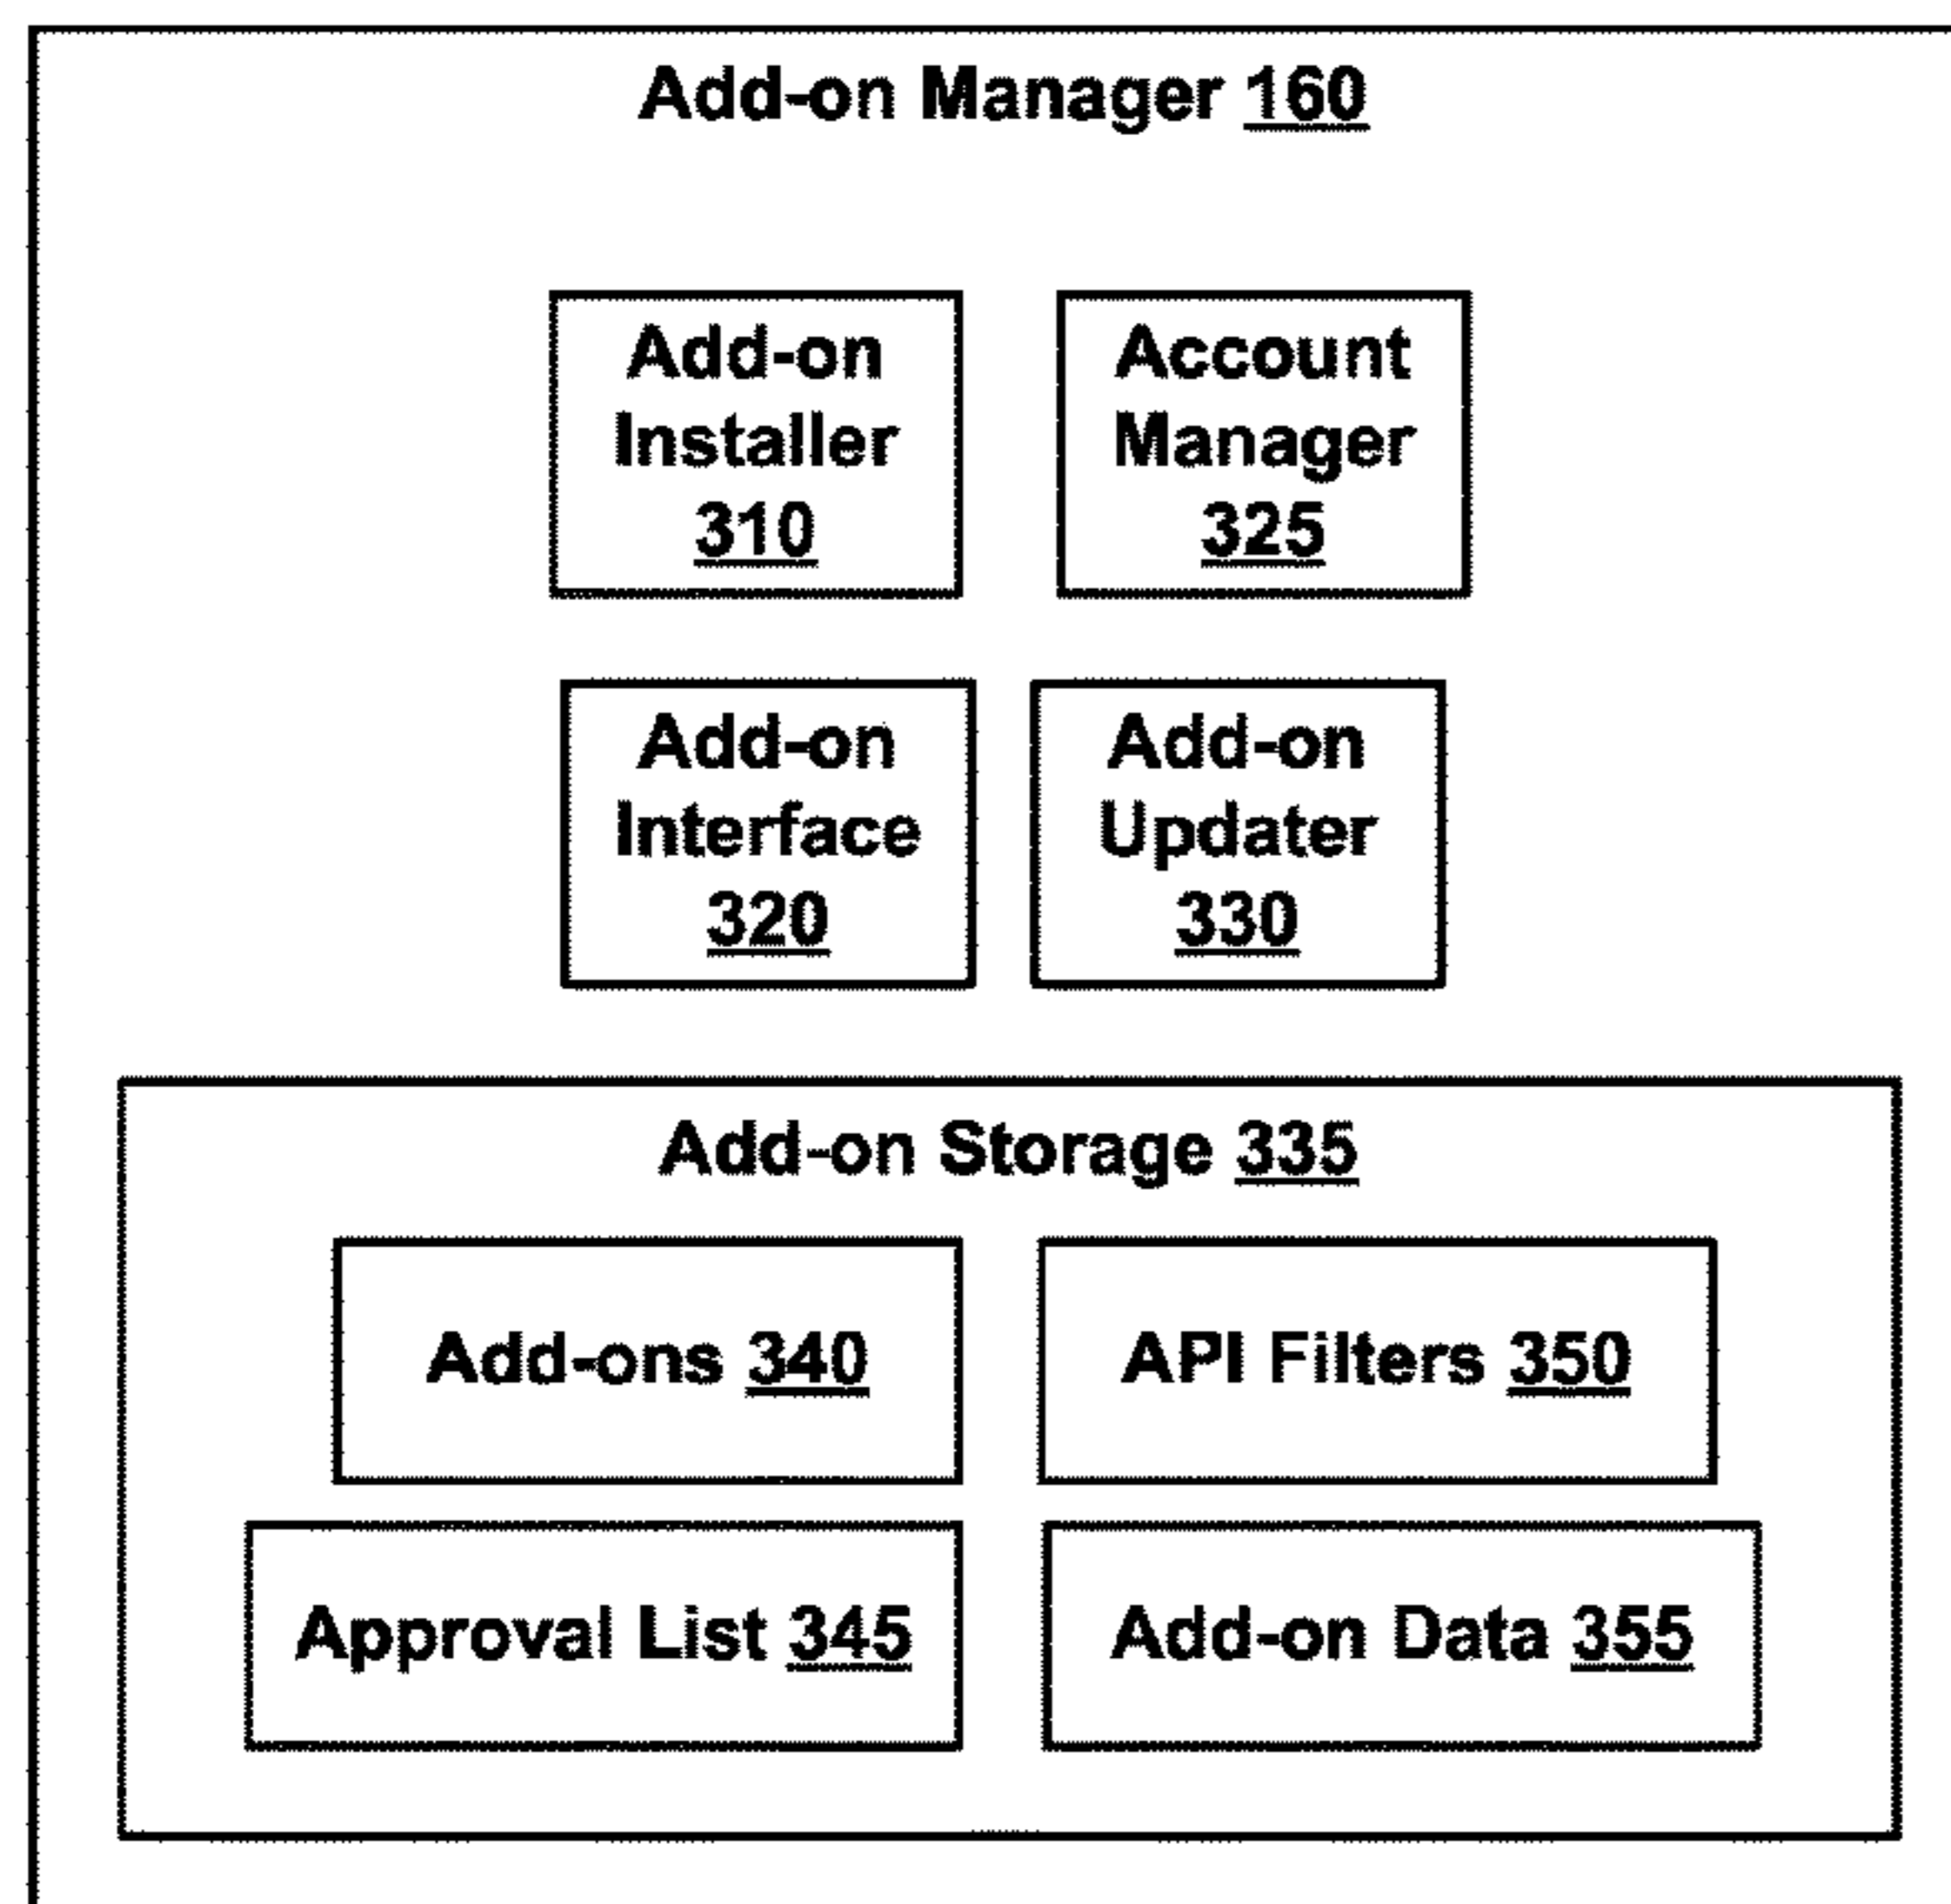 Add-on Manager 160
Add-on
Installer
310
Account
Manager
325
Add-on
Interface
320
Add-on
Updater
330
Add-on Storage 335
Add-ons 340
API Filters 350
Approval List 345
Add-on Data 355